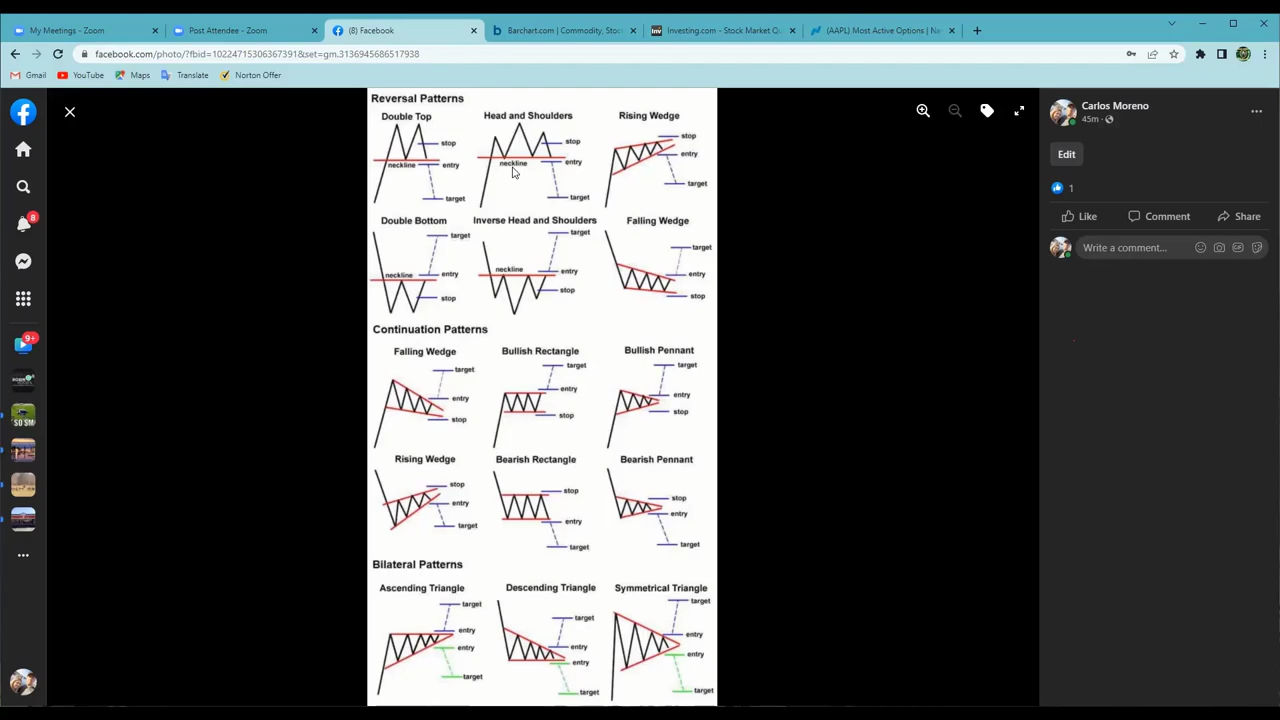 My Meetings - Zoom
Post Attendee - Zoom
(8) Facebook
Barchart.com | Commodity, Stoc
Investing.com - Stock Market Qu
(AAPL) Most Active Options | Na
facebook.com/photo/?fbid=10224715306367391&set=gm.3136945686517938
Gmail
YouTube
Maps
Translate
Norton Offer
Reversal Patterns
Double Top
Head and Shoulders
Rising Wedge
stop
neckline
entry
target
stop
neckline
entry
target
stop
entry
target
Double Bottom
Inverse Head and Shoulders
Falling Wedge
target
neckline
entry
stop
target
neckline
entry
stop
target
entry
stop
Continuation Patterns
Falling Wedge
Bullish Rectangle
Bullish Pennant
target
entry
stop
target
entry
stop
target
entry
stop
Rising Wedge
Bearish Rectangle
Bearish Pennant
stop
entry
target
stop
entry
target
stop
entry
target
Bilateral Patterns
Ascending Triangle
Descending Triangle
Symmetrical Triangle
target
entry
entry
target
target
entry
entry
target
target
entry
entry
target
Carlos Moreno
45m ·
Edit
1
Like
Comment
Share
Write a comment...
8
9+